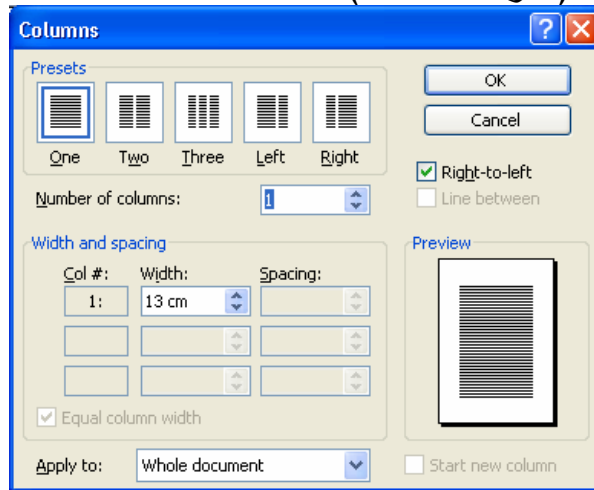 Columns
Presets
One Two Three Left Right
OK
Cancel
Right-to-left
Number of columns: 1
Line between
Width and spacing
Col #: Width: Spacing:
1: 13 cm
Equal column width
Preview
Apply to: Whole document
Start new column